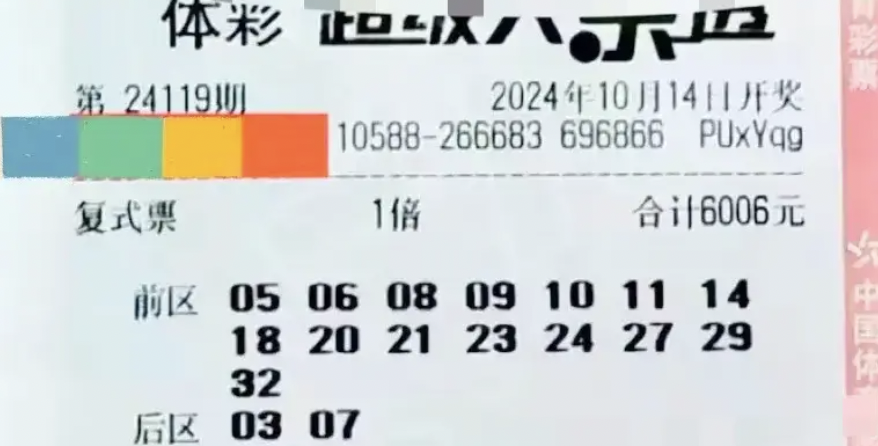 体彩 超级大乐透
第 24119期 2024年10月14日开奖
10588-266683 696866 PUxYqg
复式票 1倍 合计6006元
前区 05 06 08 09 10 11 14
18 20 21 23 24 27 29
32
后区 03 07
彩票
中国体